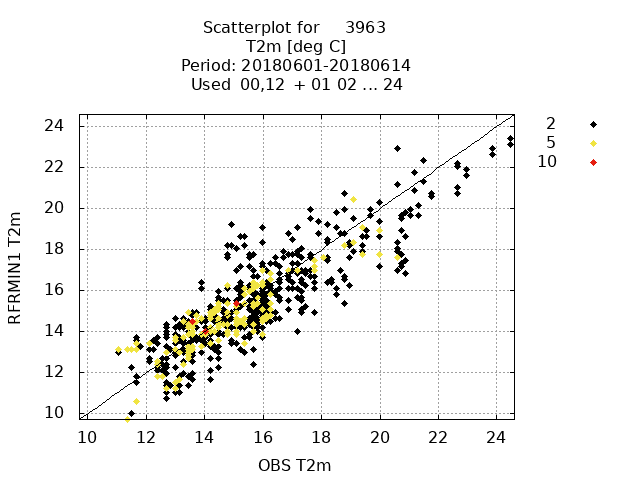 Scatterplot for 3963
T2m [deg C]
Period: 20180601-20180614
Used 00,12 + 01 02 ... 24
2
5
10
24
22
20
18
16
14
12
10
RFRMIN1 T2m
10 12 14 16 18 20 22 24
OBS T2m